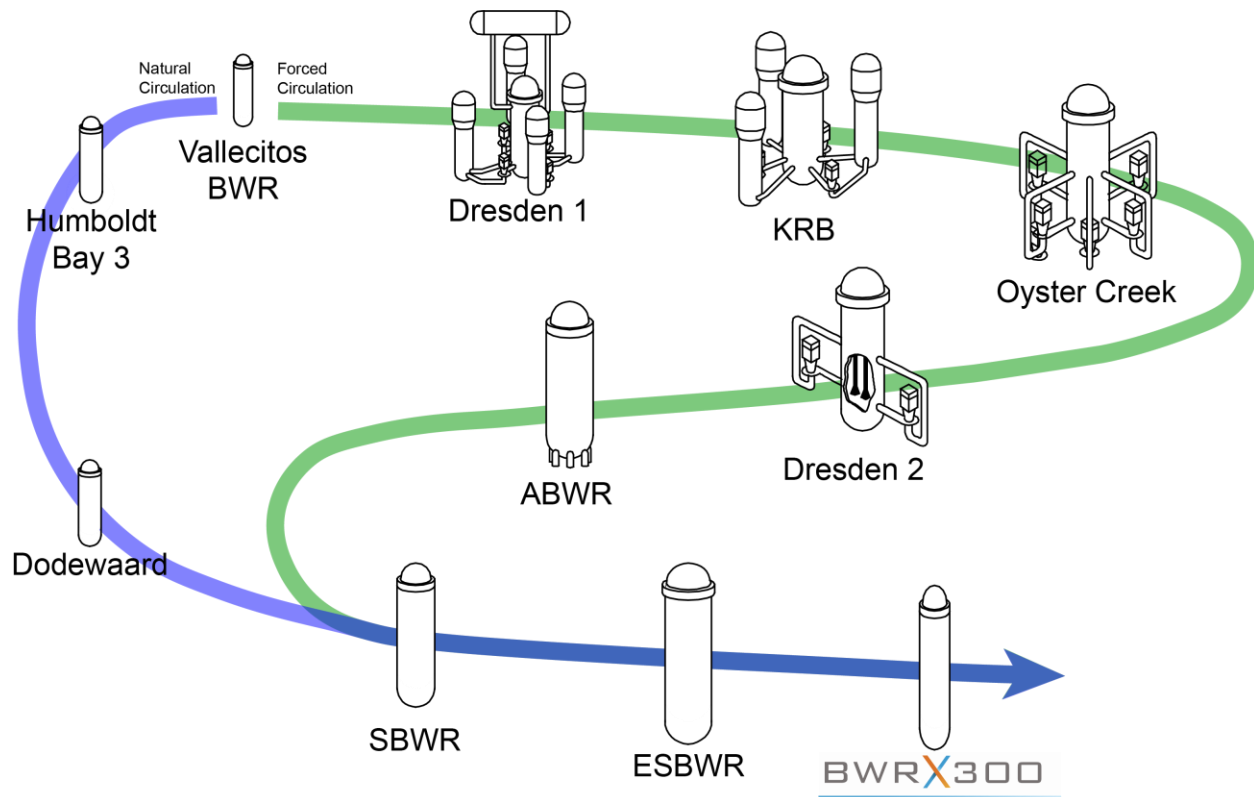 Natural
Circulation
Forced
Circulation
Vallecitos
BWR
Dresden 1
KRB
Oyster Creek
Humboldt
Bay 3
ABWR
Dresden 2
Dodewaard
SBWR
ESBWR
BWRX300